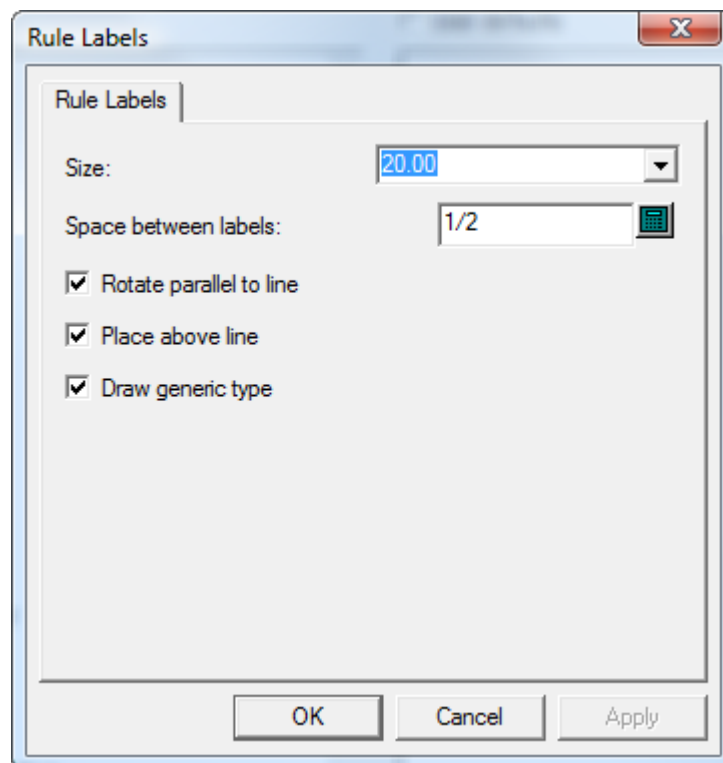 Rule Labels
Rule Labels
Size: 20.00
Space between labels: 1/2
Rotate parallel to line
Place above line
Draw generic type
OK Cancel Apply